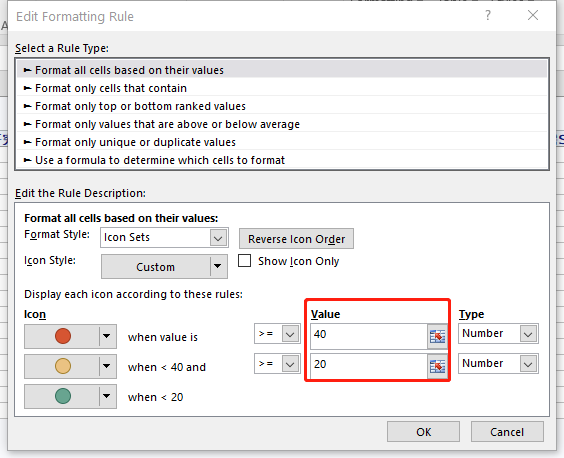 Edit Formatting Rule
?
Select a Rule Type:
► Format all cells based on their values
► Format only cells that contain
► Format only top or bottom ranked values
► Format only values that are above or below average
► Format only unique or duplicate values
► Use a formula to determine which cells to format
Edit the Rule Description:
Format all cells based on their values:
Format Style: Icon Sets Reverse Icon Order
Icon Style: Custom Show Icon Only
Display each icon according to these rules:
Icon Value Type
when value is >= 40 Number
when < 40 and >= 20 Number
when < 20
OK Cancel